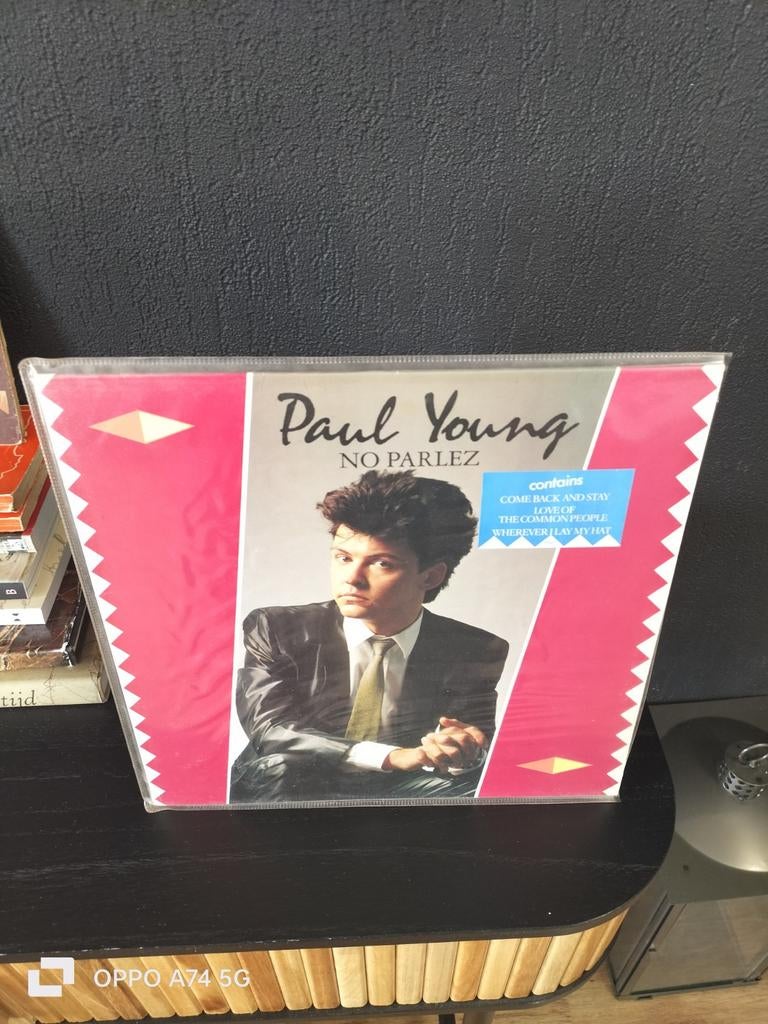 Paul Young
NO PARLEZ
contains
COME BACK AND STAY
LOVE OF
THE COMMON PEOPLE
WHEREVER I LAY MY HAT
B
tijd
OPPO A74 5G